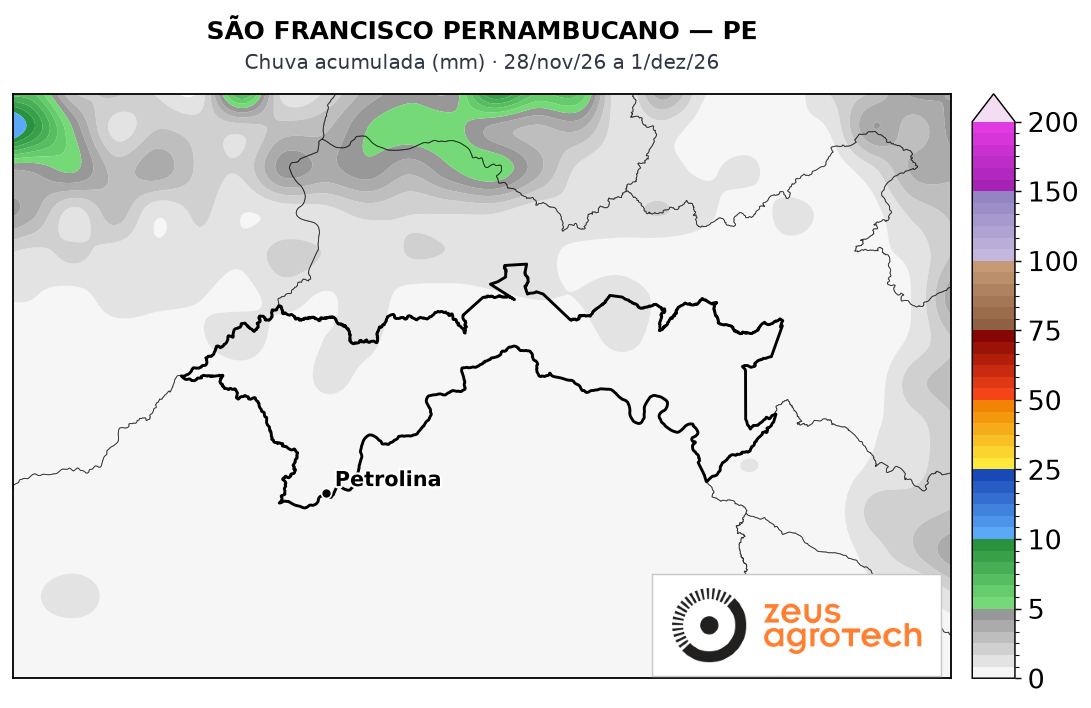 SÃO FRANCISCO PERNAMBUCANO — PE
Chuva acumulada (mm) · 28/nov/26 a 1/dez/26
200
150
100
75
50
25
10
5
0
Petrolina
zeus
agrotech